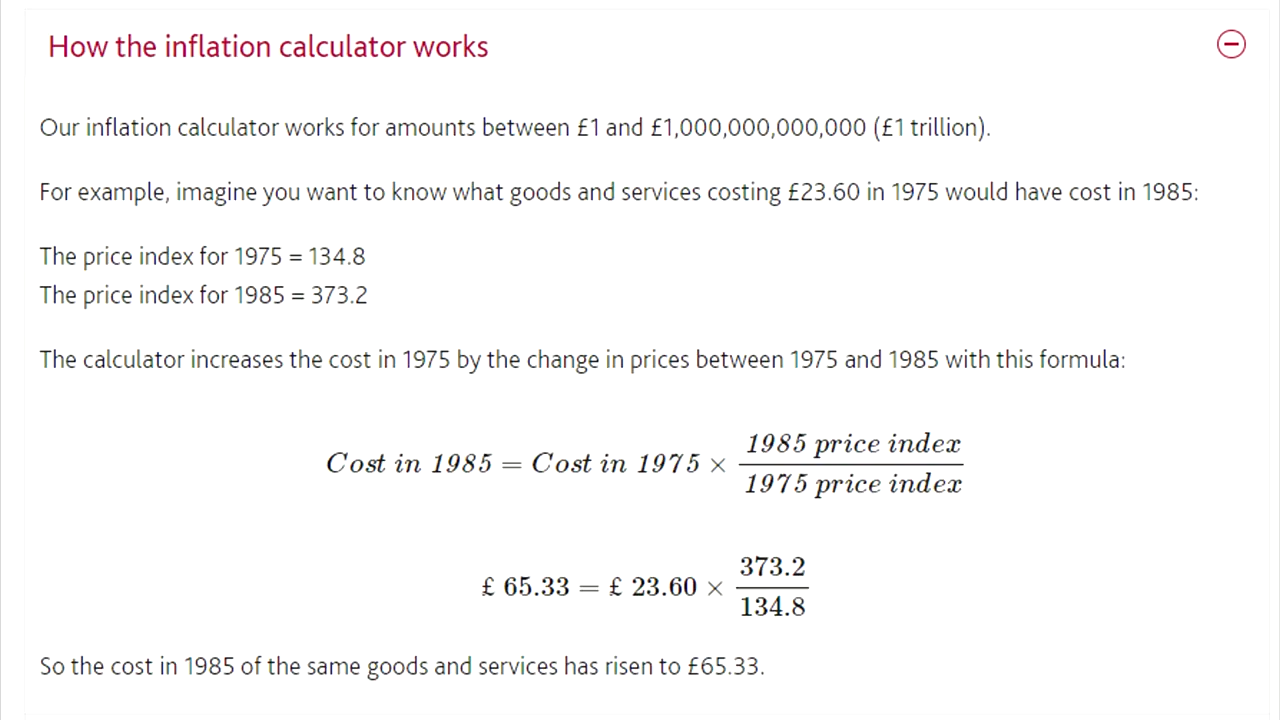 How the inflation calculator works
Our inflation calculator works for amounts between £1 and £1,000,000,000,000 (£1 trillion).
For example, imagine you want to know what goods and services costing £23.60 in 1975 would have cost in 1985:
The price index for 1975 = 134.8
The price index for 1985 = 373.2
The calculator increases the cost in 1975 by the change in prices between 1975 and 1985 with this formula:
Cost in 1985 = Cost in 1975 × 1985 price index / 1975 price index
£ 65.33 = £ 23.60 × 373.2 / 134.8
So the cost in 1985 of the same goods and services has risen to £65.33.